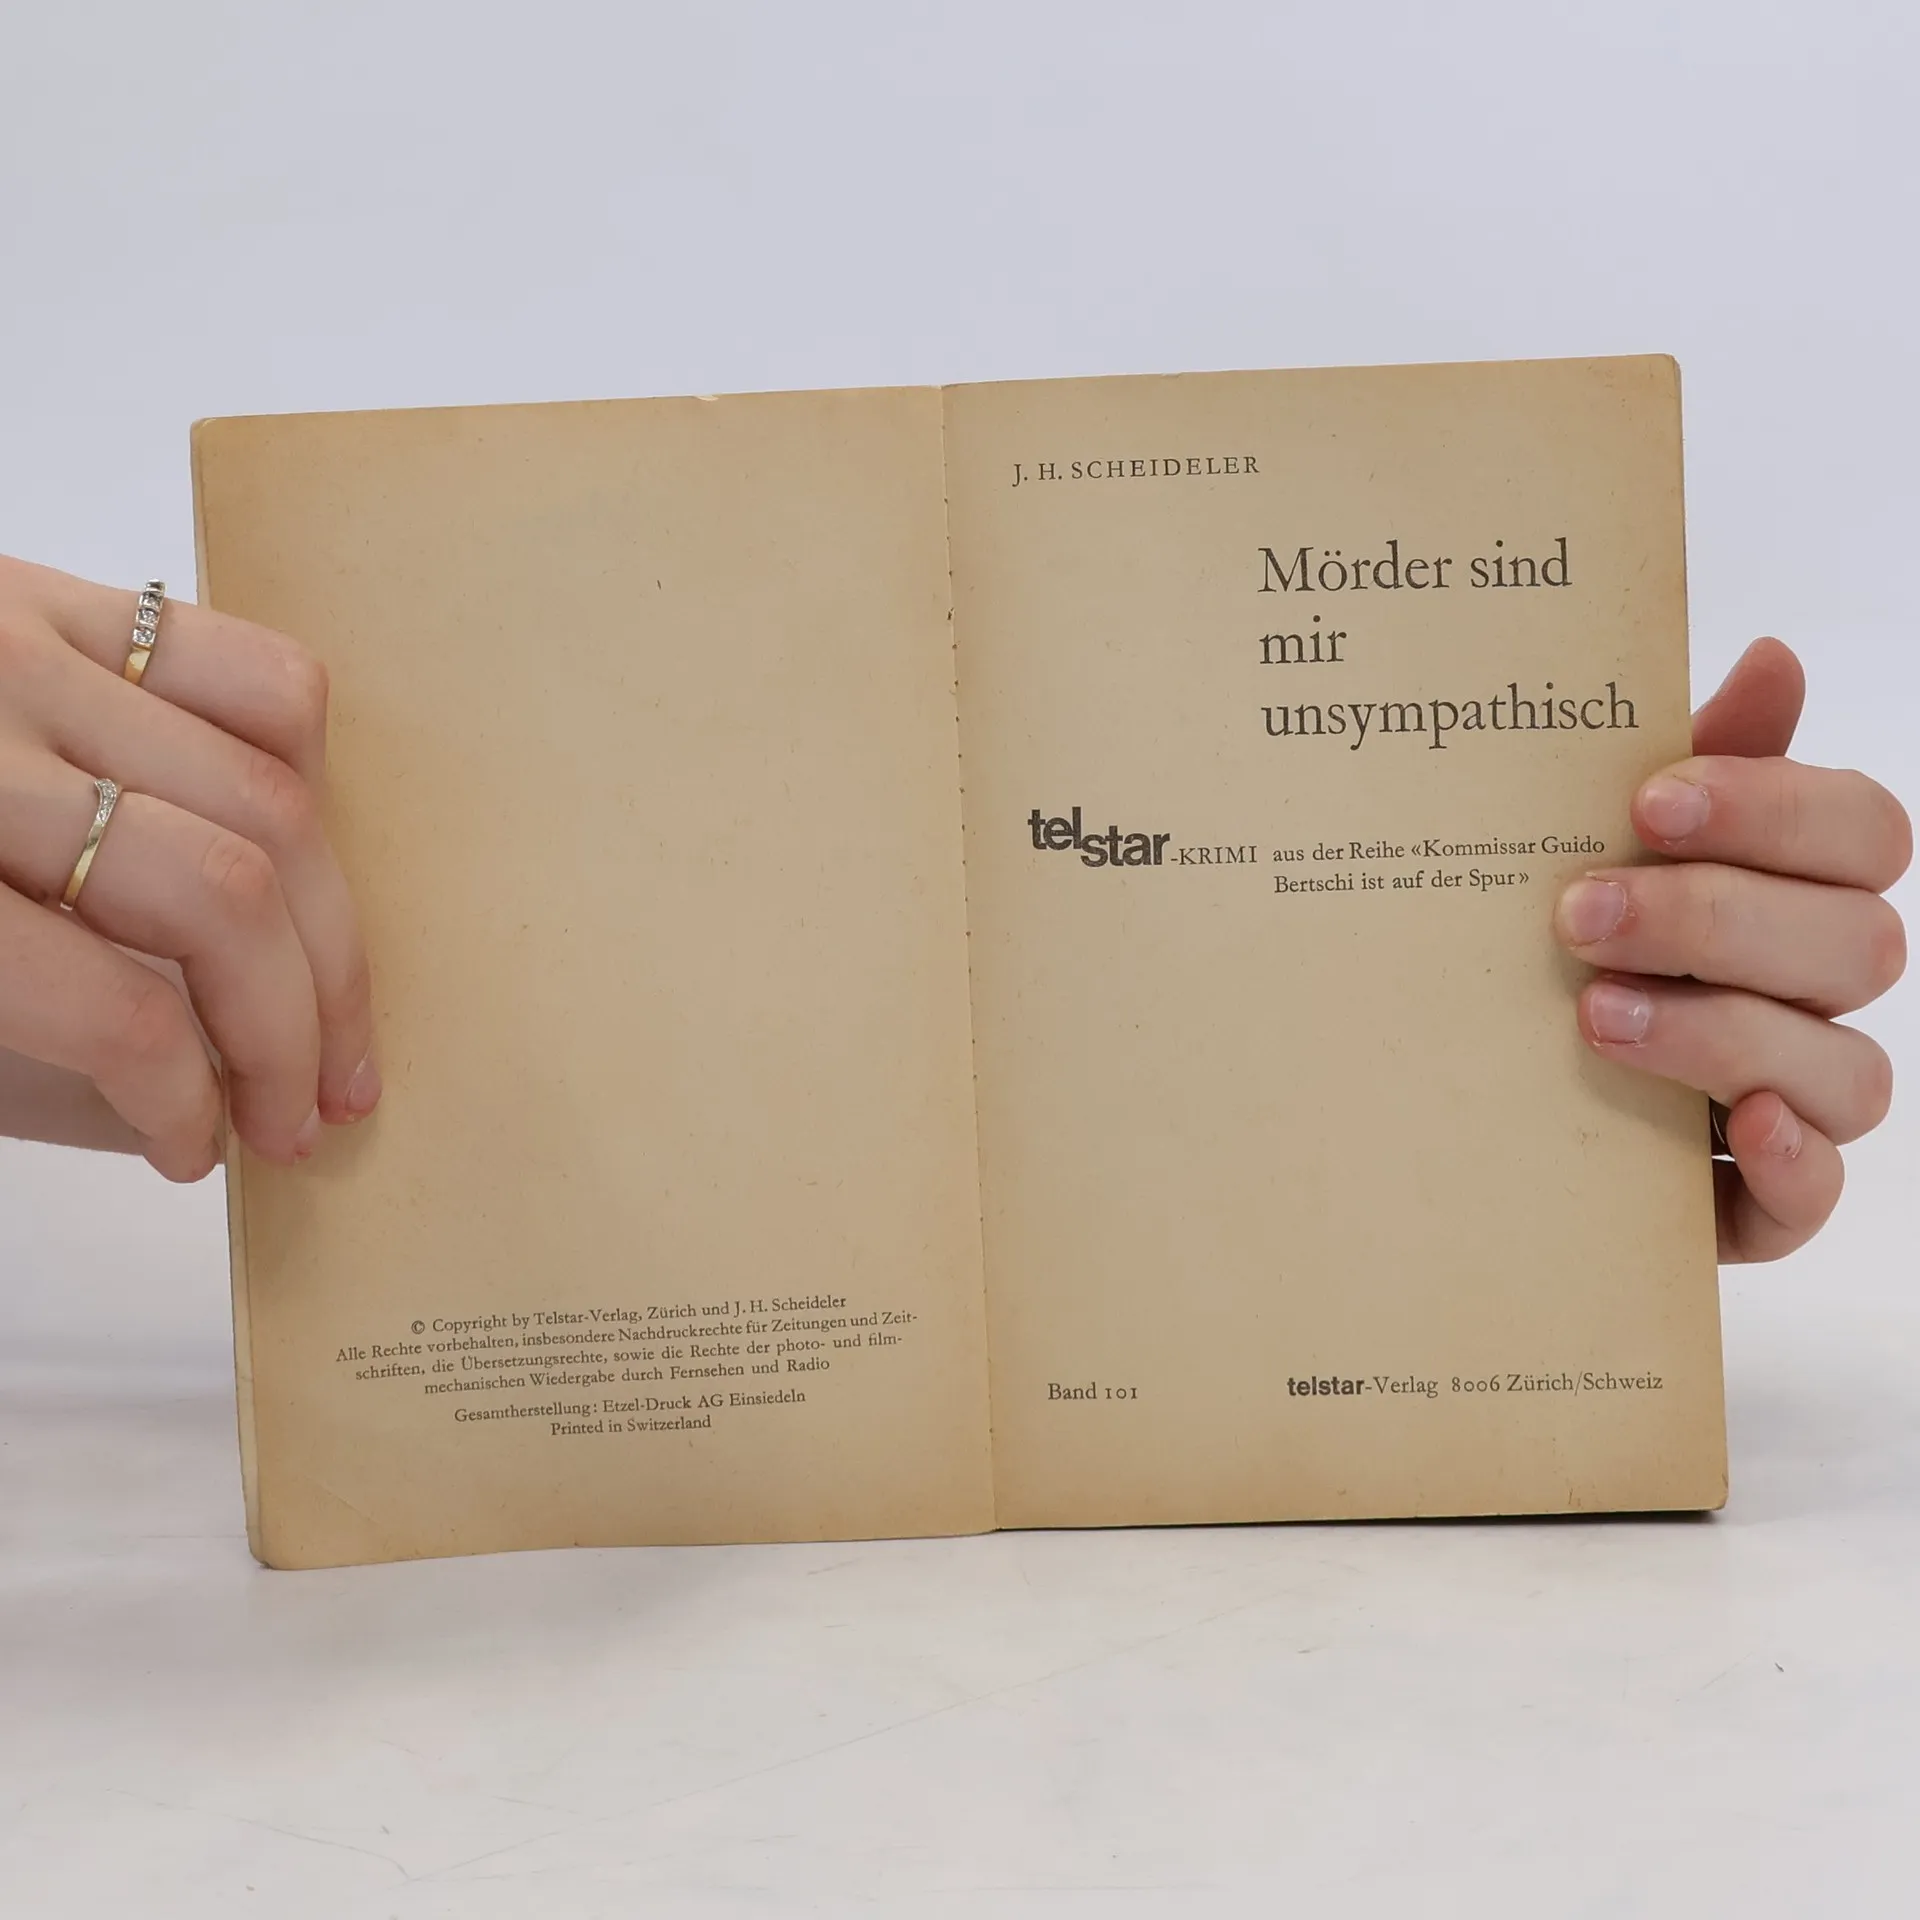 © Copyright by Telstar-Verlag, Zürich und J. H. Scheideler
Alle Rechte vorbehalten, insbesondere Nachdruckrechte für Zeitungen und Zeit-
schriften, die Übersetzungsrechte, sowie die Rechte der photo- und film-
mechanischen Wiedergabe durch Fernsehen und Radio
Gesamtherstellung: Etzel-Druck AG Einsiedeln
Printed in Switzerland
J. H. SCHEIDELER
Mörder sind
mir
unsympathisch
telstar-KRIMI aus der Reihe «Kommissar Guido
Bertschi ist auf der Spur»
Band 101
telstar-Verlag 8006 Zürich/Schweiz